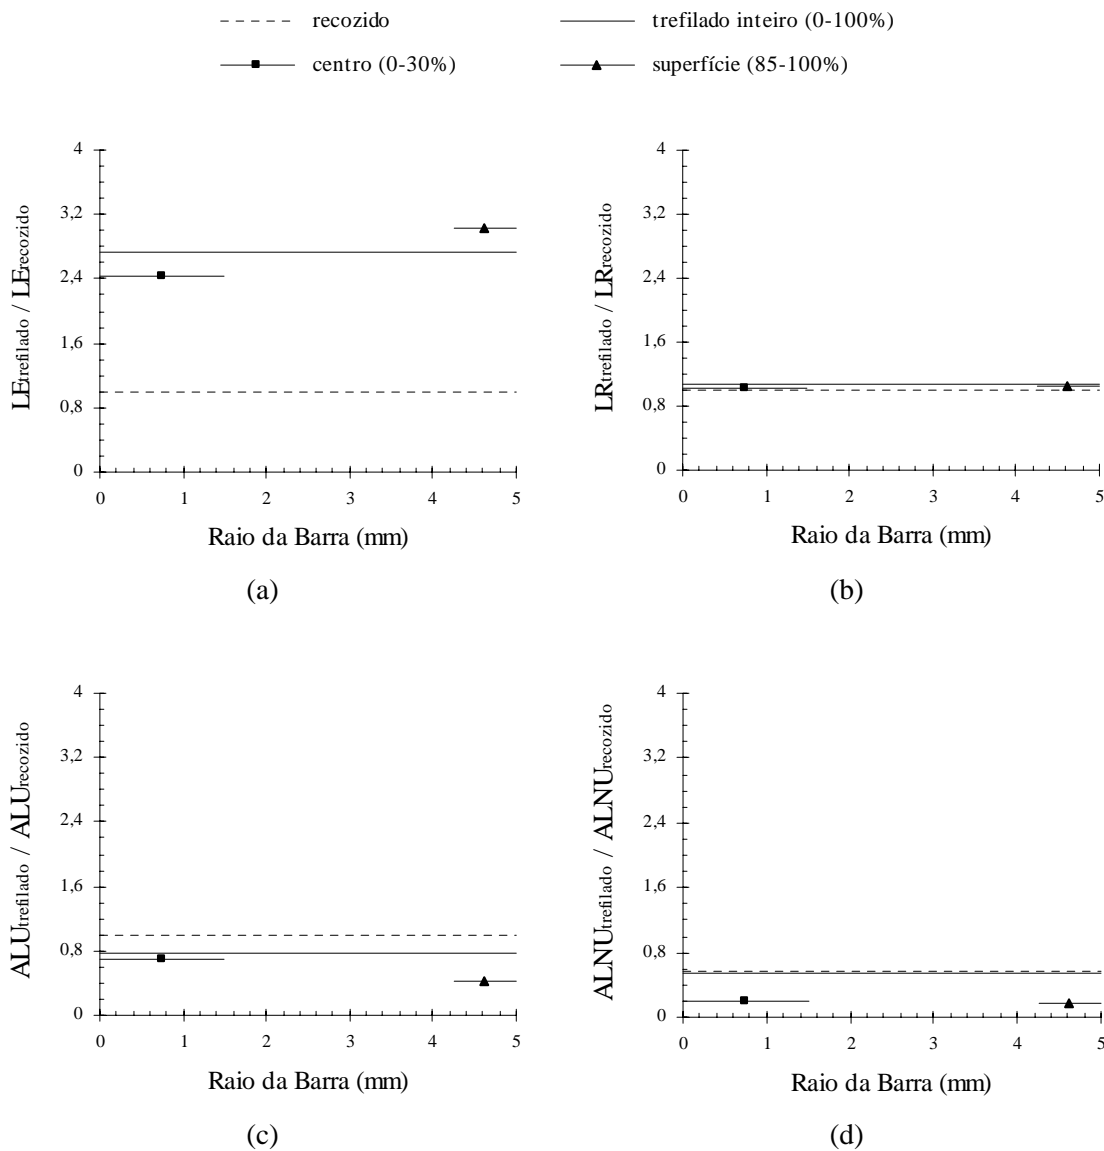 recozido
trefilado inteiro (0-100%)
centro (0-30%)
superfície (85-100%)
LEtrefilado / LErecozido
4
3,2
2,4
1,6
0,8
0
0 1 2 3 4 5
Raio da Barra (mm)
(a)
LRtrefilado / LRrecozido
4
3,2
2,4
1,6
0,8
0
0 1 2 3 4 5
Raio da Barra (mm)
(b)
ALUtrefilado / ALUrecozido
4
3,2
2,4
1,6
0,8
0
0 1 2 3 4 5
Raio da Barra (mm)
(c)
ALNUtrefilado / ALNUrecozido
4
3,2
2,4
1,6
0,8
0
0 1 2 3 4 5
Raio da Barra (mm)
(d)